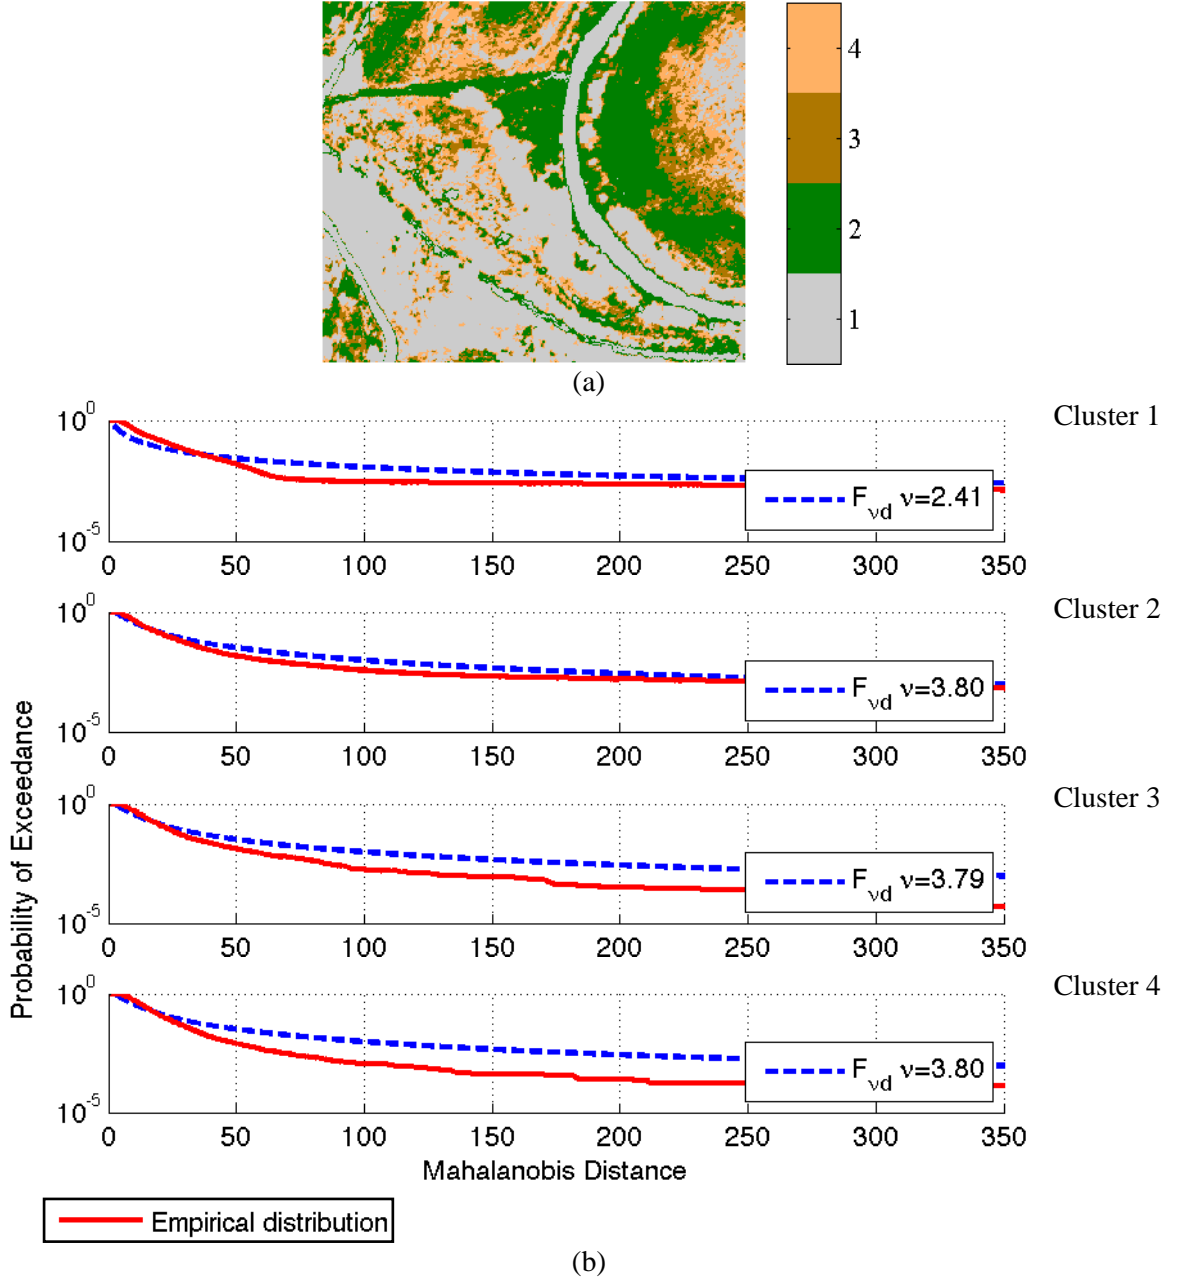 4
3
2
1
(a)
Cluster 1
10^0
10^-5
0 50 100 150 200 250 300 350
F_νd ν=2.41
Cluster 2
10^0
10^-5
0 50 100 150 200 250 300 350
F_νd ν=3.80
Cluster 3
10^0
10^-5
0 50 100 150 200 250 300 350
F_νd ν=3.79
Cluster 4
10^0
10^-5
0 50 100 150 200 250 300 350
F_νd ν=3.80
Probability of Exceedance
Mahalanobis Distance
Empirical distribution
(b)